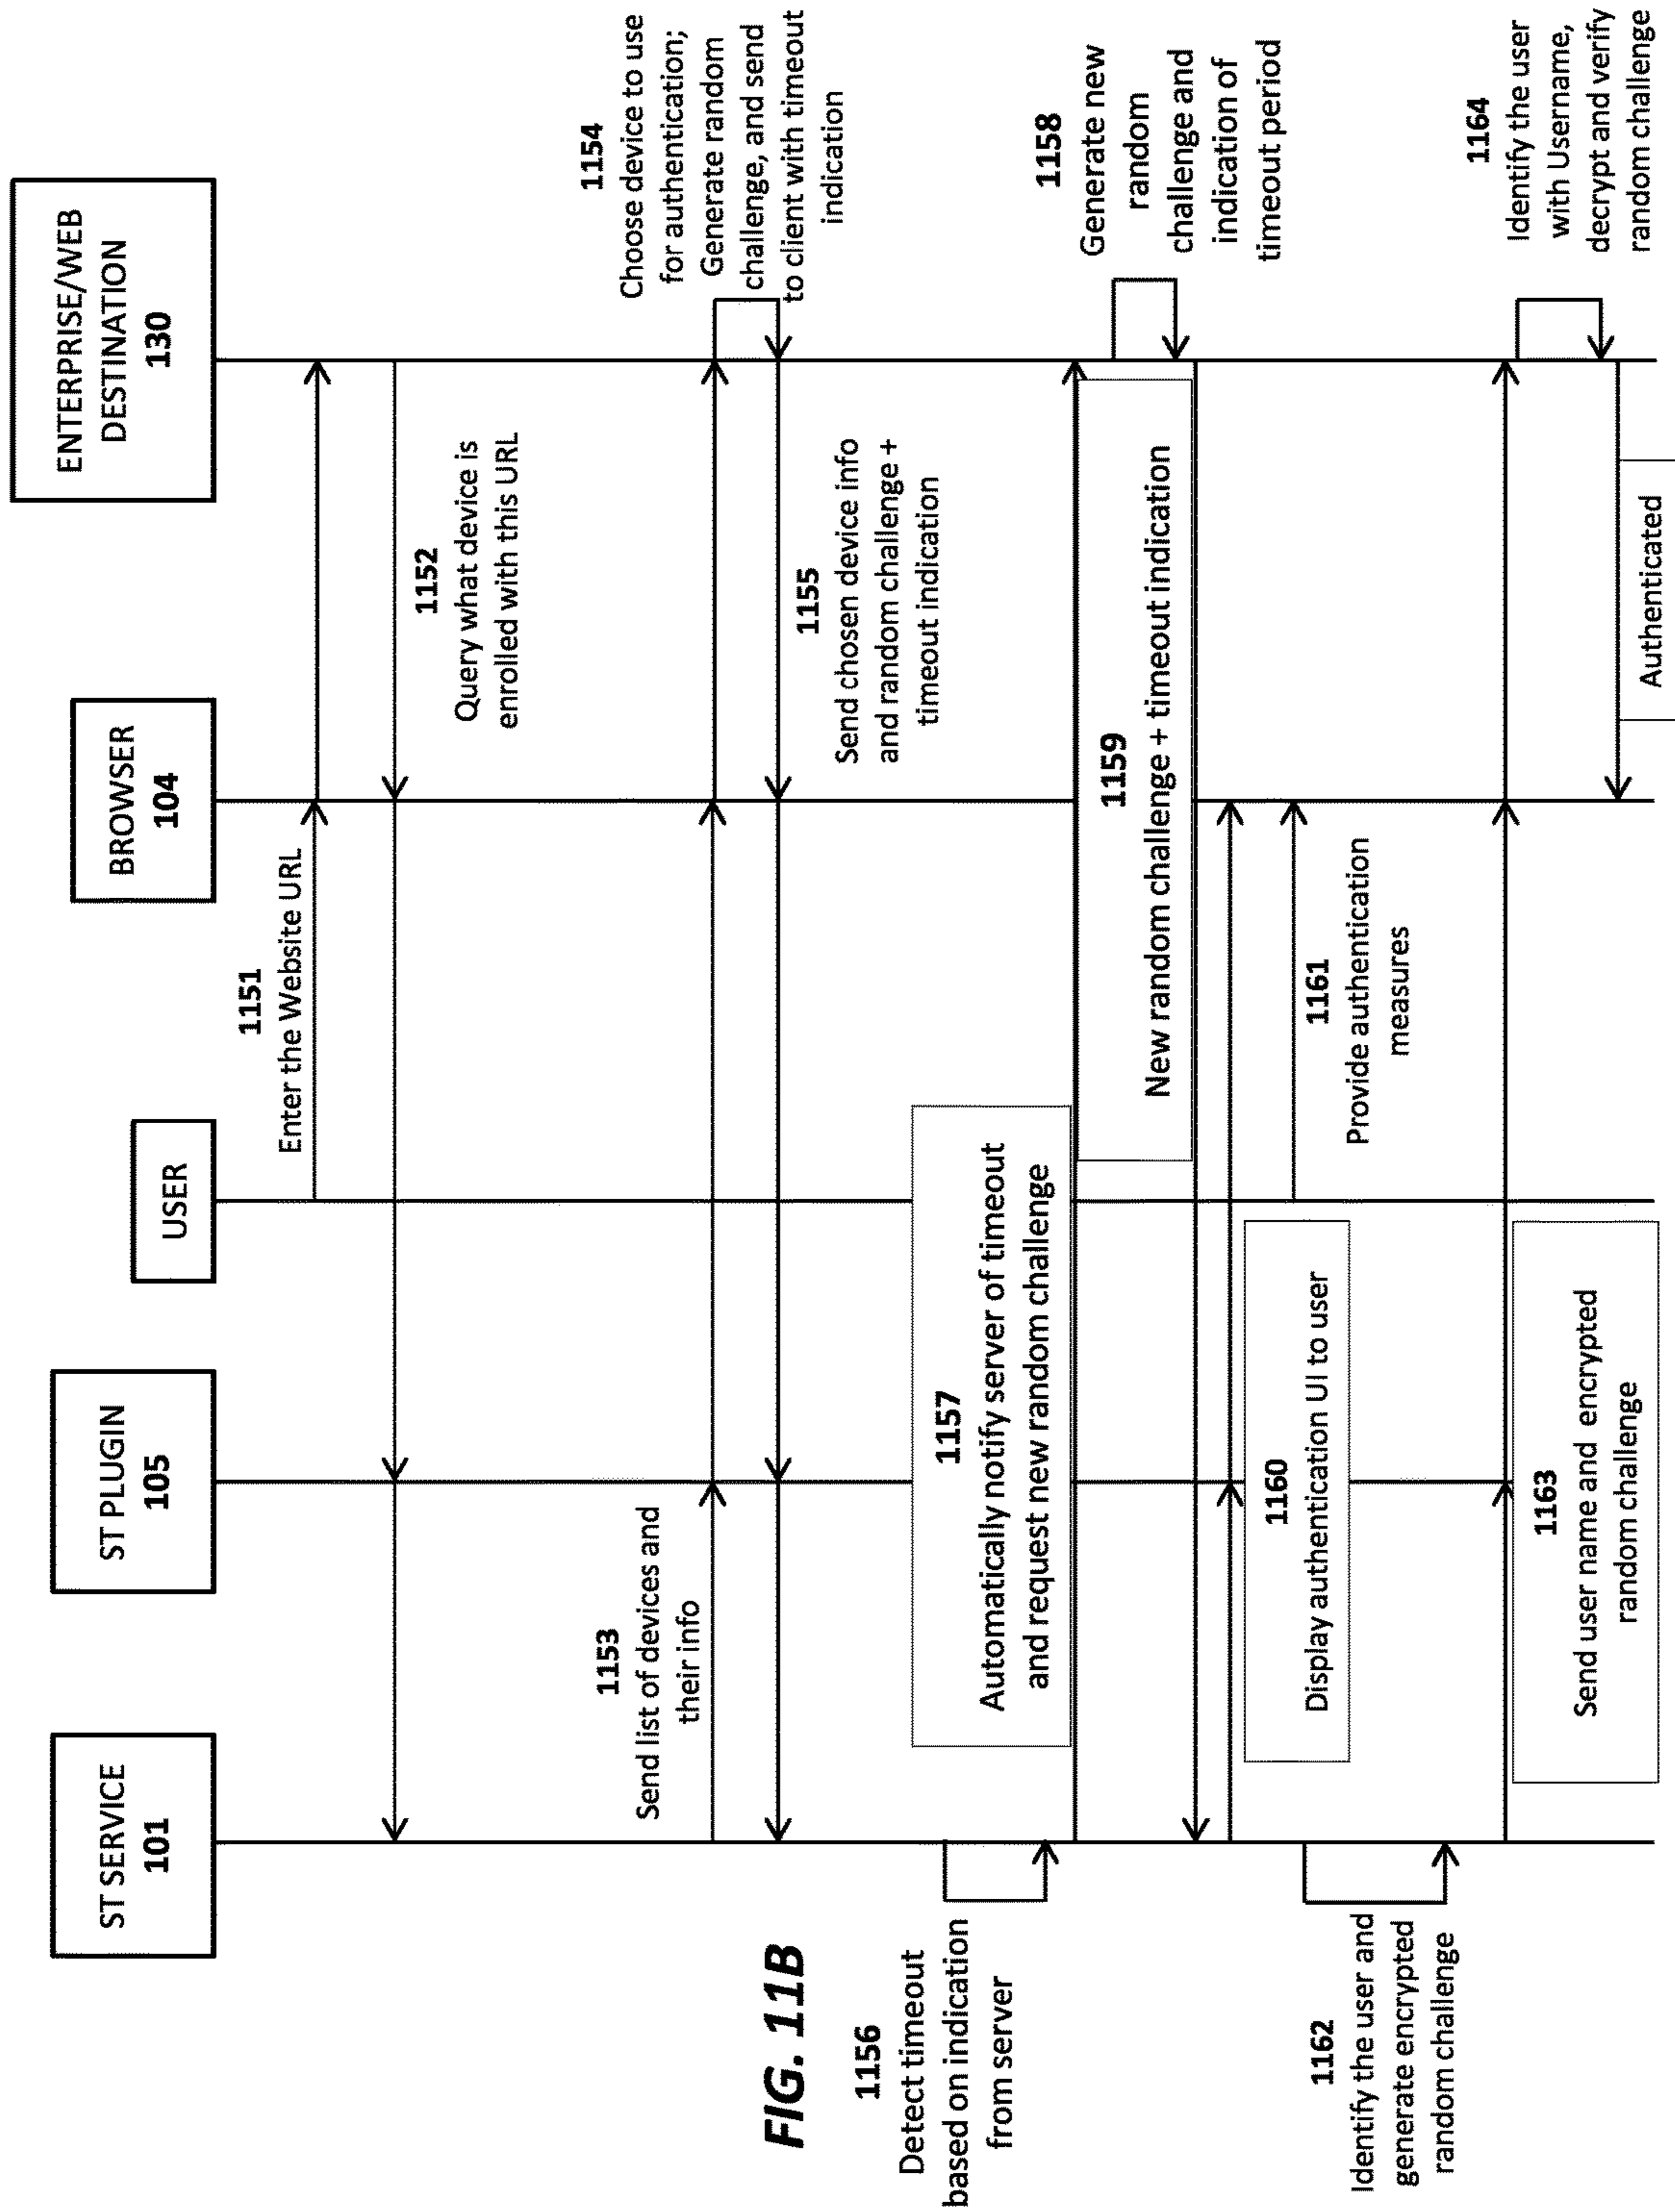 ST SERVICE
101
ST PLUGIN
105
USER
BROWSER
104
ENTERPRISE/WEB
DESTINATION
130
1151
Enter the Website URL
1152
Query what device is
enrolled with this URL
1153
Send list of devices and
their info
1154
Choose device to use
for authentication;
Generate random
challenge, and send
to client with timeout
indication
1155
Send chosen device info
and random challenge +
timeout indication
FIG. 11B
1156
Detect timeout
based on indication
from server
1157
Automatically notify server of timeout
and request new random challenge
1158
Generate new
random
challenge and
indication of
timeout period
1159
New random challenge + timeout indication
1160
Display authentication UI to user
1161
Provide authentication
measures
1162
Identify the user and
generate encrypted
random challenge
1163
Send user name and encrypted
random challenge
1164
Identify the user
with Username,
decrypt and verify
random challenge
Authenticated